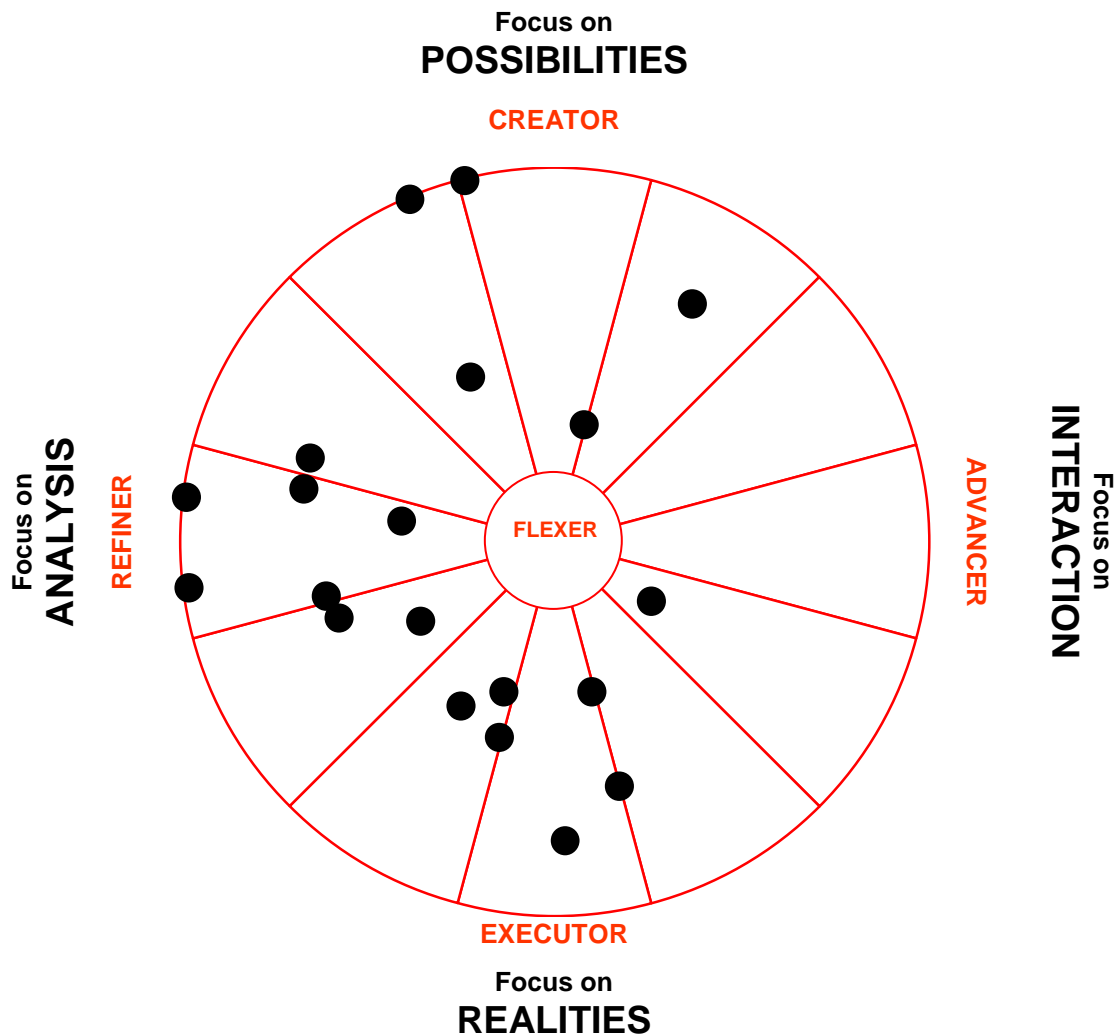 Focus on
POSSIBILITIES
CREATOR
Focus on
ANALYSIS
REFINER
FLEXER
ADVANCER
Focus on
INTERACTION
EXECUTOR
Focus on
REALITIES